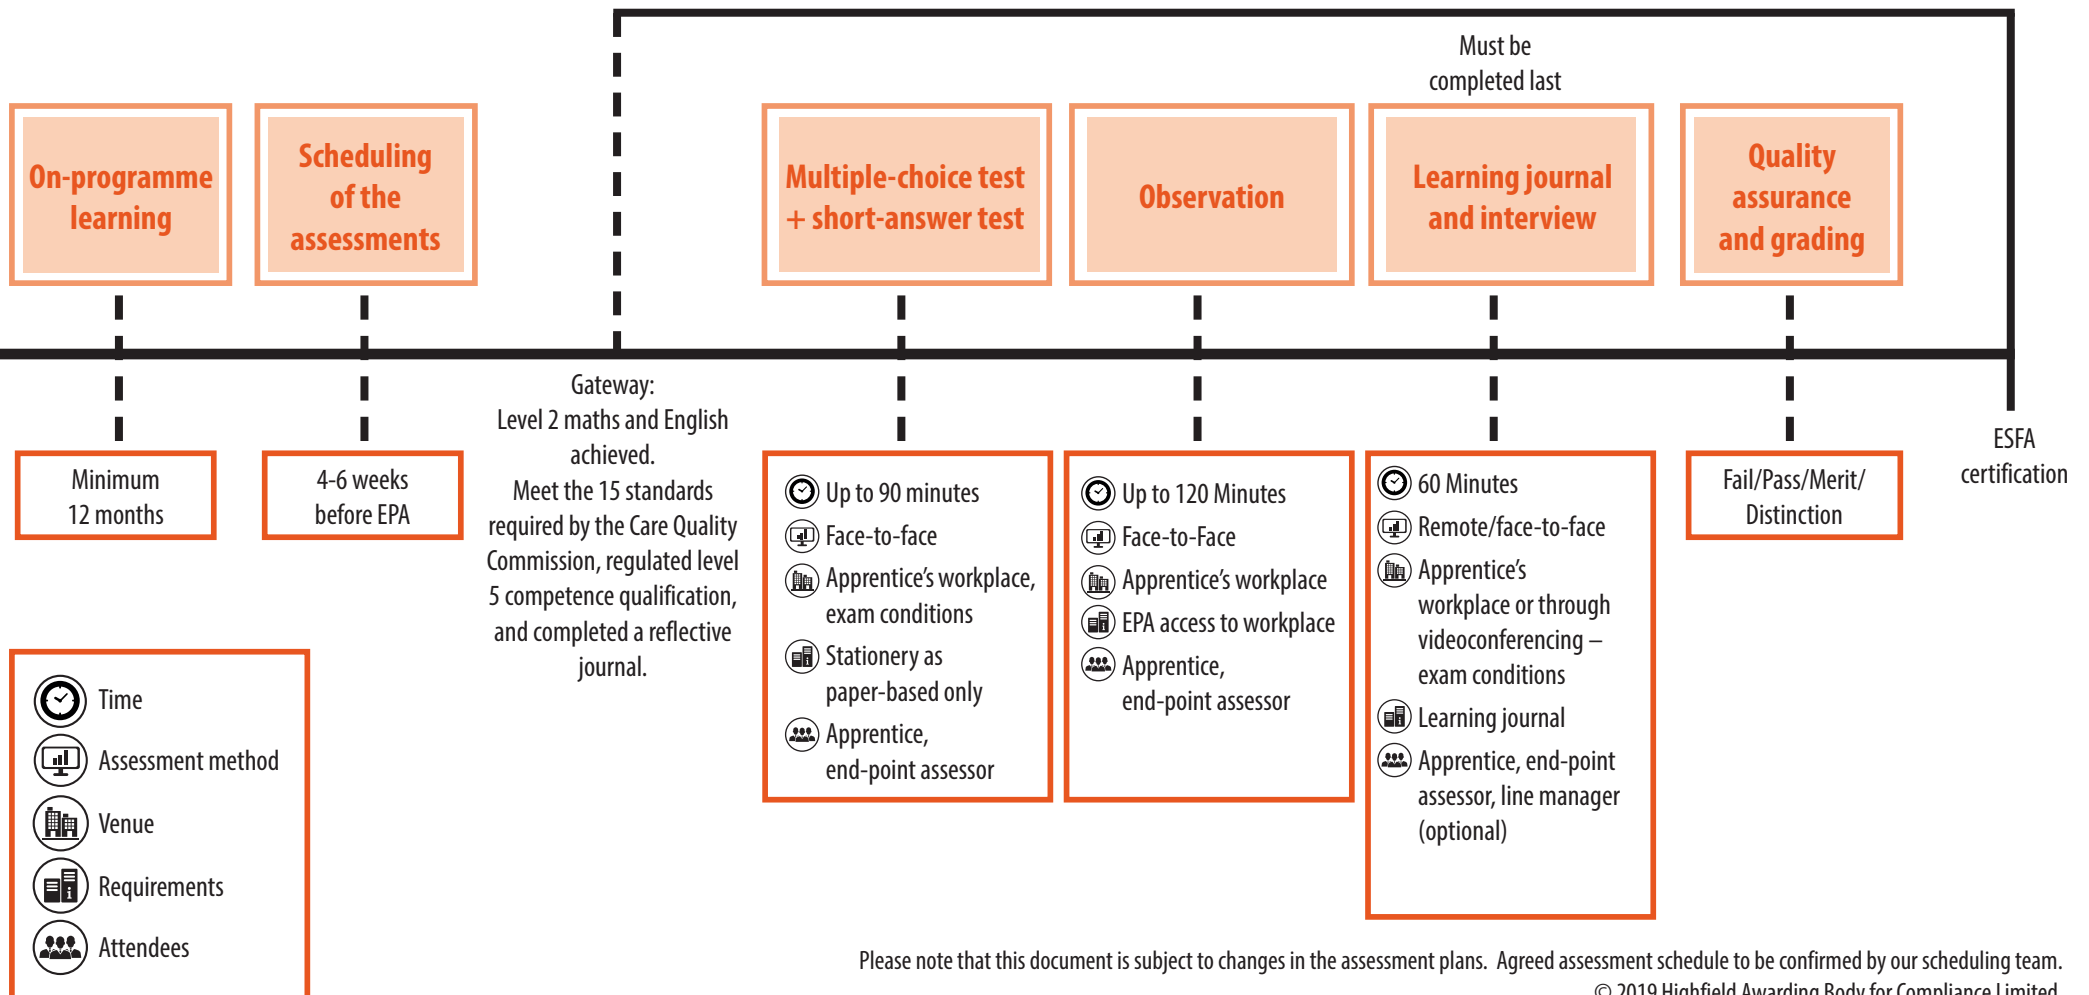 Must be
completed last
On-programme
learning
Scheduling
of the
assessments
Multiple-choice test
+ short-answer test
Observation
Learning journal
and interview
Quality
assurance
and grading
Minimum
12 months
4-6 weeks
before EPA
Gateway:
Level 2 maths and English
achieved.
Meet the 15 standards
required by the Care Quality
Commission, regulated level
5 competence qualification,
and completed a reflective
journal.
Up to 90 minutes
Face-to-face
Apprentice's workplace,
exam conditions
Stationery as
paper-based only
Apprentice,
end-point assessor
Up to 120 Minutes
Face-to-Face
Apprentice's workplace
EPA access to workplace
Apprentice,
end-point assessor
60 Minutes
Remote/face-to-face
Apprentice's
workplace or through
videoconferencing –
exam conditions
Learning journal
Apprentice, end-point
assessor, line manager
(optional)
Fail/Pass/Merit/
Distinction
ESFA
certification
Time
Assessment method
Venue
Requirements
Attendees
Please note that this document is subject to changes in the assessment plans.  Agreed assessment schedule to be confirmed by our scheduling team.
© 2019 Highfield Awarding Body for Compliance Limited.